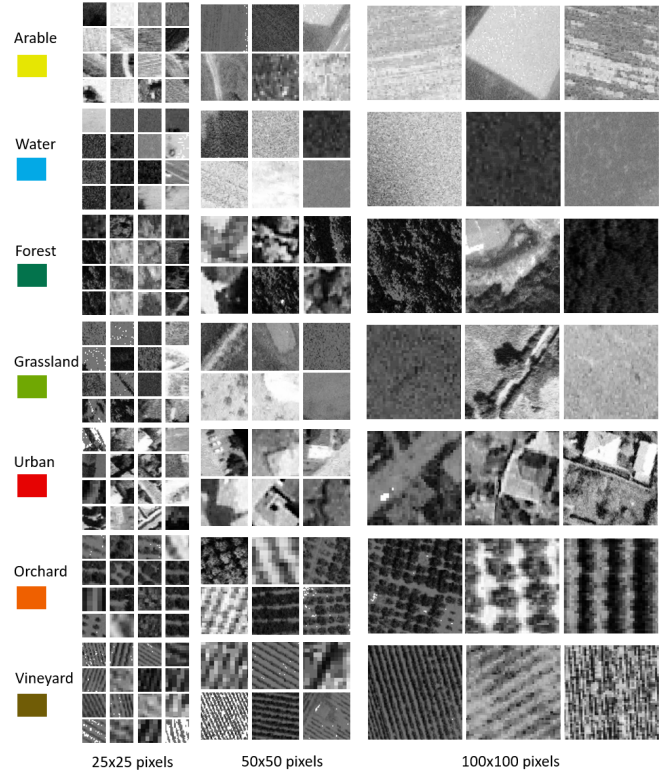 Arable
Water
Forest
Grassland
Urban
Orchard
Vineyard
25x25 pixels
50x50 pixels
100x100 pixels